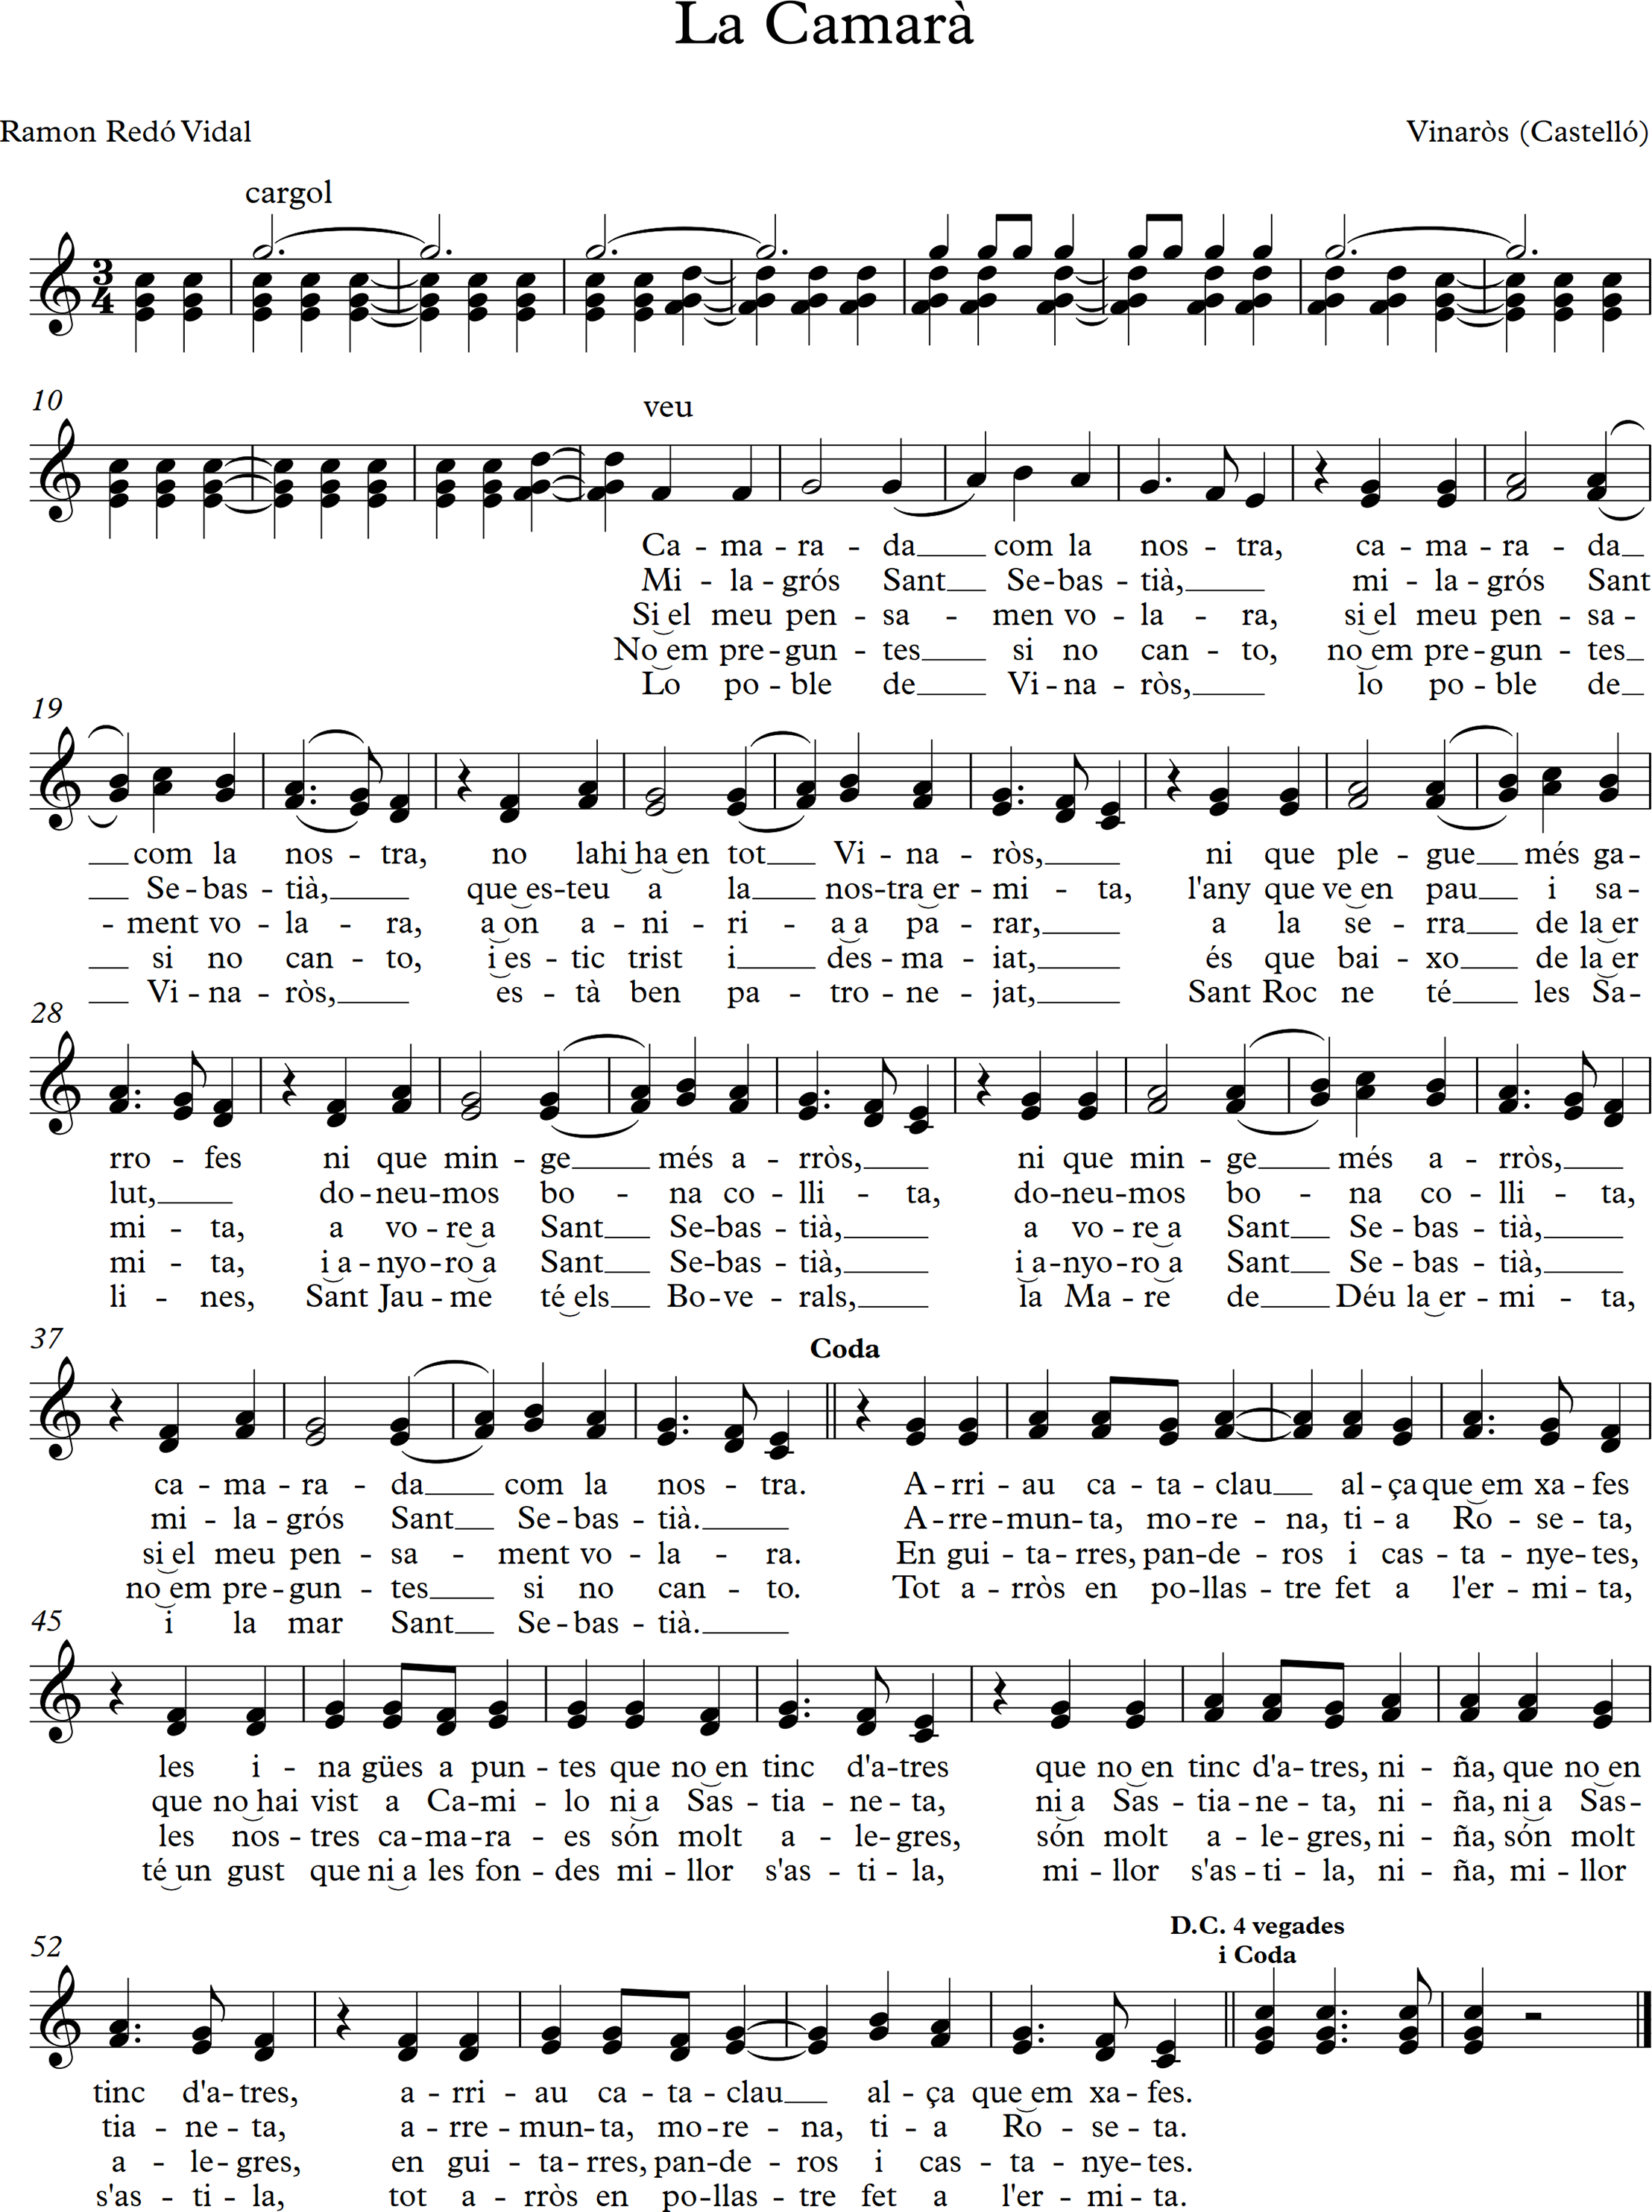 La Camarà
Ramon Redó Vidal
Vinaròs (Castelló)
cargol
3
4
10
veu
Ca - ma - ra - da com la nos - tra, ca - ma - ra - da
Mi - la - grós Sant Se - bas - tià, mi - la - grós Sant
Si el meu pen - sa - men vo - la - ra, si el meu pen - sa -
No em pre - gun - tes si no can - to, no em pre - gun - tes
Lo po - ble de Vi - na - ròs, lo po - ble de
19
com la nos - tra, no lahi ha en tot Vi - na - ròs, ni que ple - gue més ga -
Se - bas - tià, que es - teu a la nos - tra er - mi - ta, l'any que ve en pau i sa -
- ment vo - la - ra, a on a - ni - ri - a a pa - rar, a la se - rra de la er
si no can - to, i es - tic trist i des - ma - iat, és que bai - xo de la er
Vi - na - ròs, es - tà ben pa - tro - ne - jat, Sant Roc ne té les Sa -
28
rro - fes ni que min - ge més a - rròs, ni que min - ge més a - rròs,
lut, do - neu - mos bo - na co - lli - ta, do - neu - mos bo - na co - lli - ta,
mi - ta, a vo - re a Sant Se - bas - tià, a vo - re a Sant Se - bas - tià,
mi - ta, i a - nyo - ro a Sant Se - bas - tià, i a - nyo - ro a Sant Se - bas - tià,
li - nes, Sant Jau - me té els Bo - ve - rals, la Ma - re de Déu la er - mi - ta,
37
Coda
ca - ma - ra - da com la nos - tra. A - rri - au ca - ta - clau al - ça que em xa - fes
mi - la - grós Sant Se - bas - tià. A - rre - mun - ta, mo - re - na, ti - a Ro - se - ta,
si el meu pen - sa - ment vo - la - ra. En gui - ta - rres, pan - de - ros i cas - ta - nye - tes,
no em pre - gun - tes si no can - to. Tot a - rròs en po - llas - tre fet a l'er - mi - ta,
i la mar Sant Se - bas - tià.
45
les i - na gües a pun - tes que no en tinc d'a - tres que no en tinc d'a - tres, ni - ña, que no en
que no hai vist a Ca - mi - lo ni a Sas - tia - ne - ta, ni a Sas - tia - ne - ta, ni - ña, ni a Sas -
les nos - tres ca - ma - ra - es són molt a - le - gres, són molt a - le - gres, ni - ña, són molt
té un gust que ni a les fon - des mi - llor s'as - ti - la, mi - llor s'as - ti - la, ni - ña, mi - llor
52
D.C. 4 vegades
i Coda
tinc d'a - tres, a - rri - au ca - ta - clau al - ça que em xa - fes.
tia - ne - ta, a - rre - mun - ta, mo - re - na, ti - a Ro - se - ta.
a - le - gres, en gui - ta - rres, pan - de - ros i cas - ta - nye - tes.
s'as - ti - la, tot a - rròs en po - llas - tre fet a l'er - mi - ta.